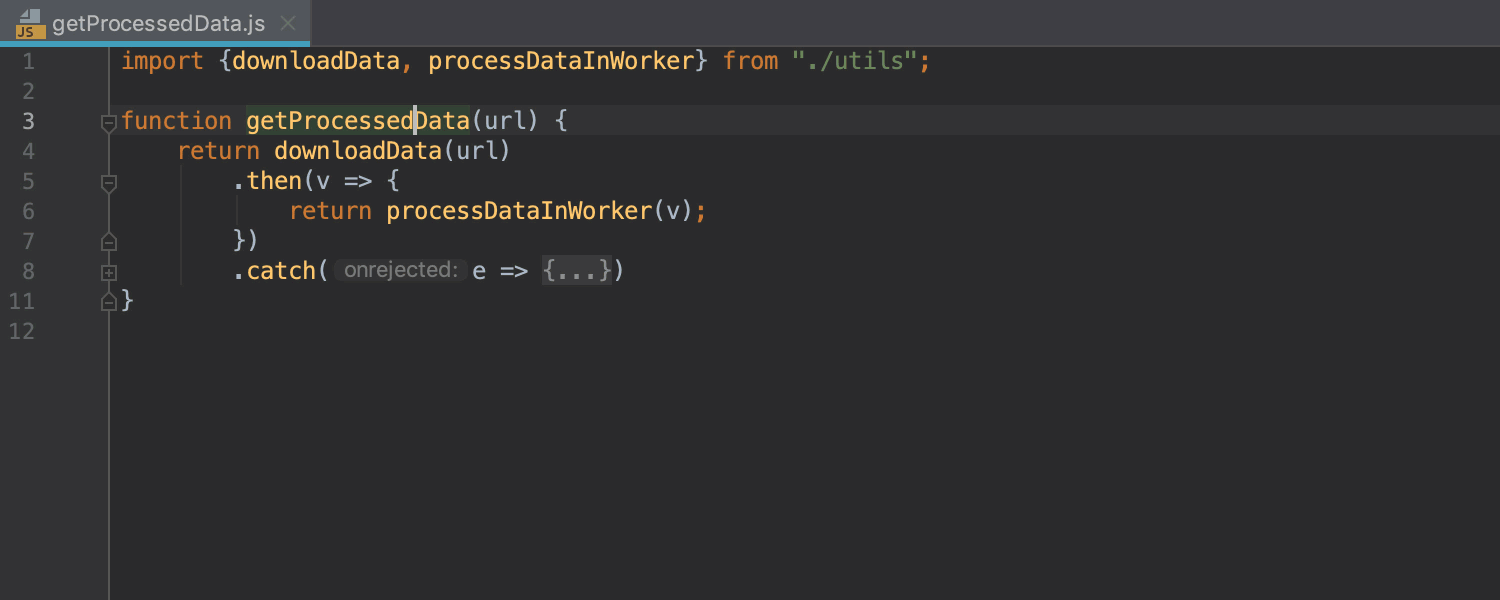 JS getProcessedData.js
1 import {downloadData, processDataInWorker} from "./utils";
2
3 function getProcessedData(url) {
4     return downloadData(url)
5         .then(v => {
6             return processDataInWorker(v);
7         })
8         .catch( onrejected: e => {...})
11 }
12